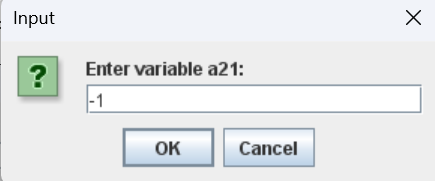 Input
?
Enter variable a21:
-1
OK
Cancel